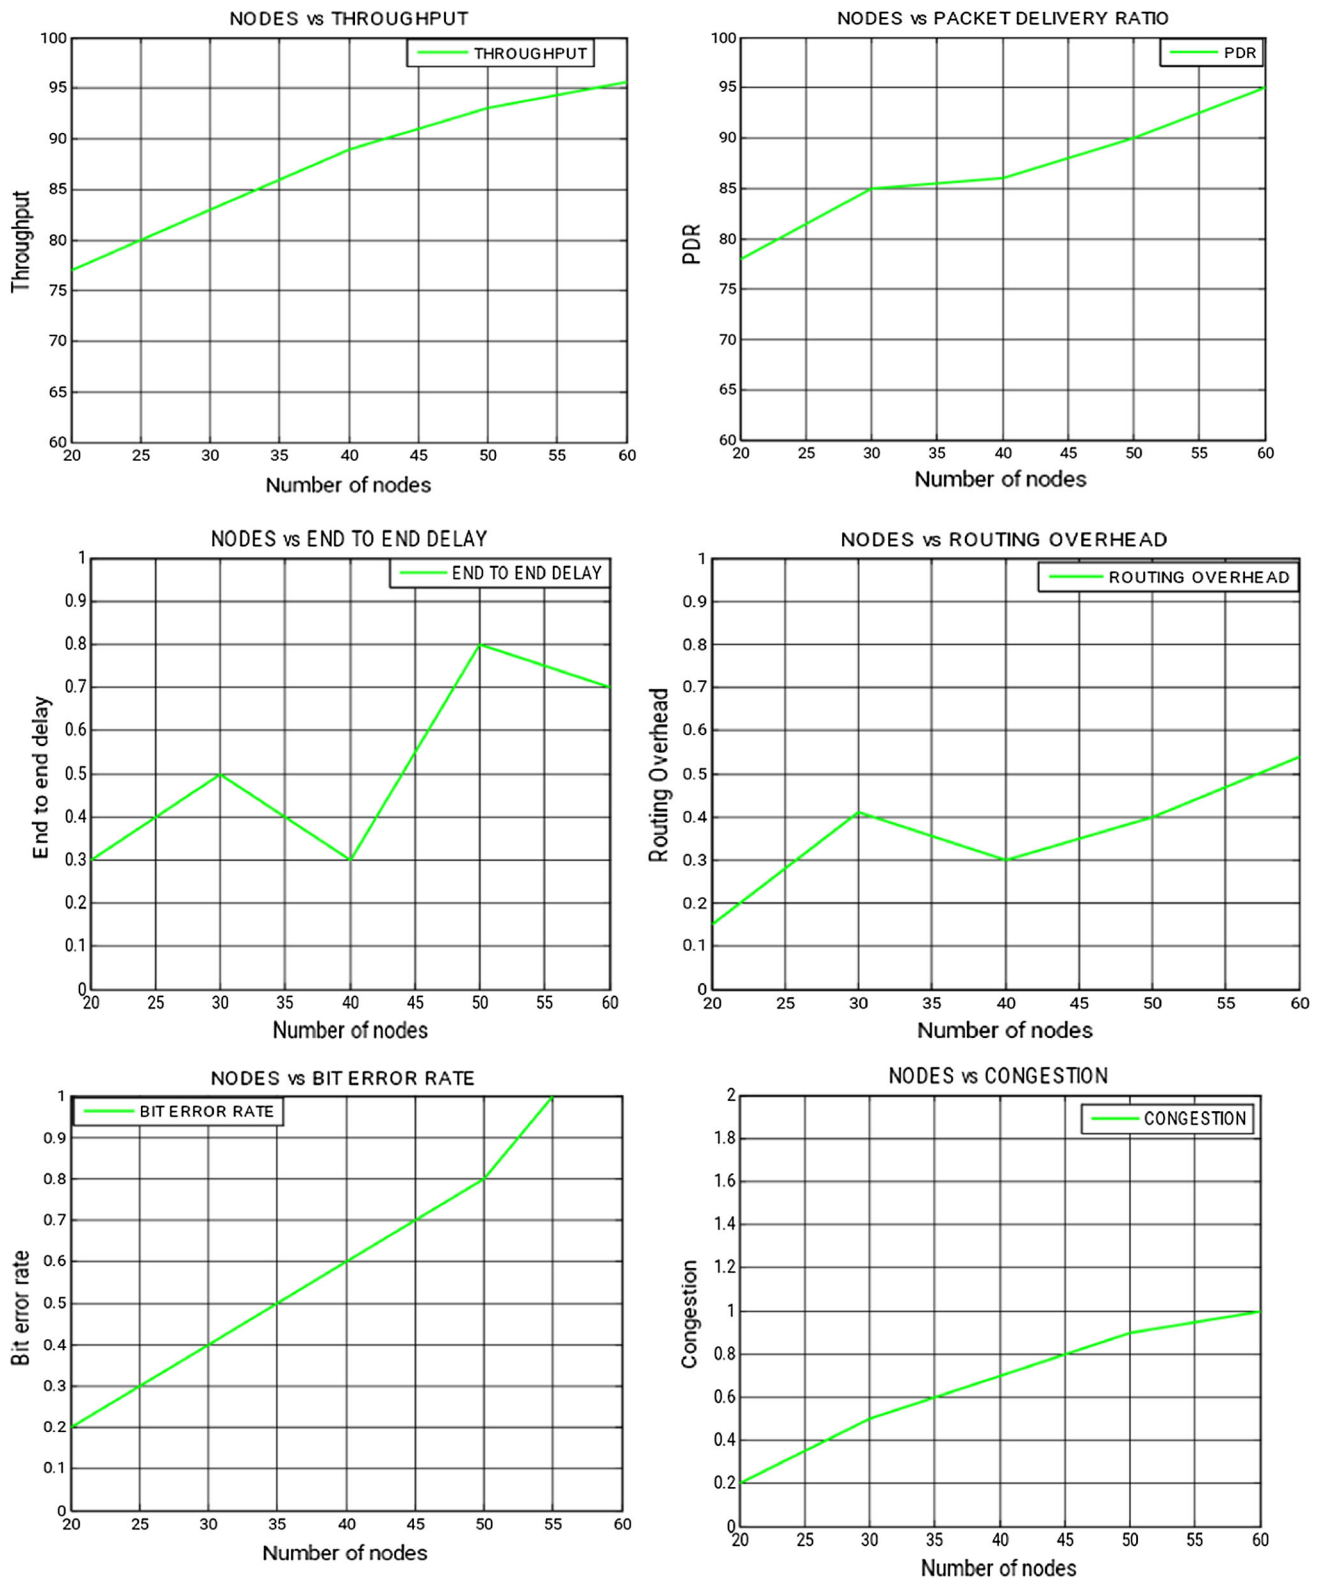 NODES vs THROUGHPUT
THROUGHPUT
100
95
90
85
80
75
70
65
60
Throughput
20 25 30 35 40 45 50 55 60
Number of nodes
NODES vs PACKET DELIVERY RATIO
PDR
100
95
90
85
80
75
70
65
60
PDR
20 25 30 35 40 45 50 55 60
Number of nodes
NODES vs END TO END DELAY
END TO END DELAY
1
0.9
0.8
0.7
0.6
0.5
0.4
0.3
0.2
0.1
0
End to end delay
20 25 30 35 40 45 50 55 60
Number of nodes
NODES vs ROUTING OVERHEAD
ROUTING OVERHEAD
1
0.9
0.8
0.7
0.6
0.5
0.4
0.3
0.2
0.1
0
Routing Overhead
20 25 30 35 40 45 50 55 60
Number of nodes
NODES vs BIT ERROR RATE
BIT ERROR RATE
1
0.9
0.8
0.7
0.6
0.5
0.4
0.3
0.2
0.1
0
Bit error rate
20 25 30 35 40 45 50 55 60
Number of nodes
NODES vs CONGESTION
CONGESTION
2
1.8
1.6
1.4
1.2
1
0.8
0.6
0.4
0.2
0
Congestion
20 25 30 35 40 45 50 55 60
Number of nodes